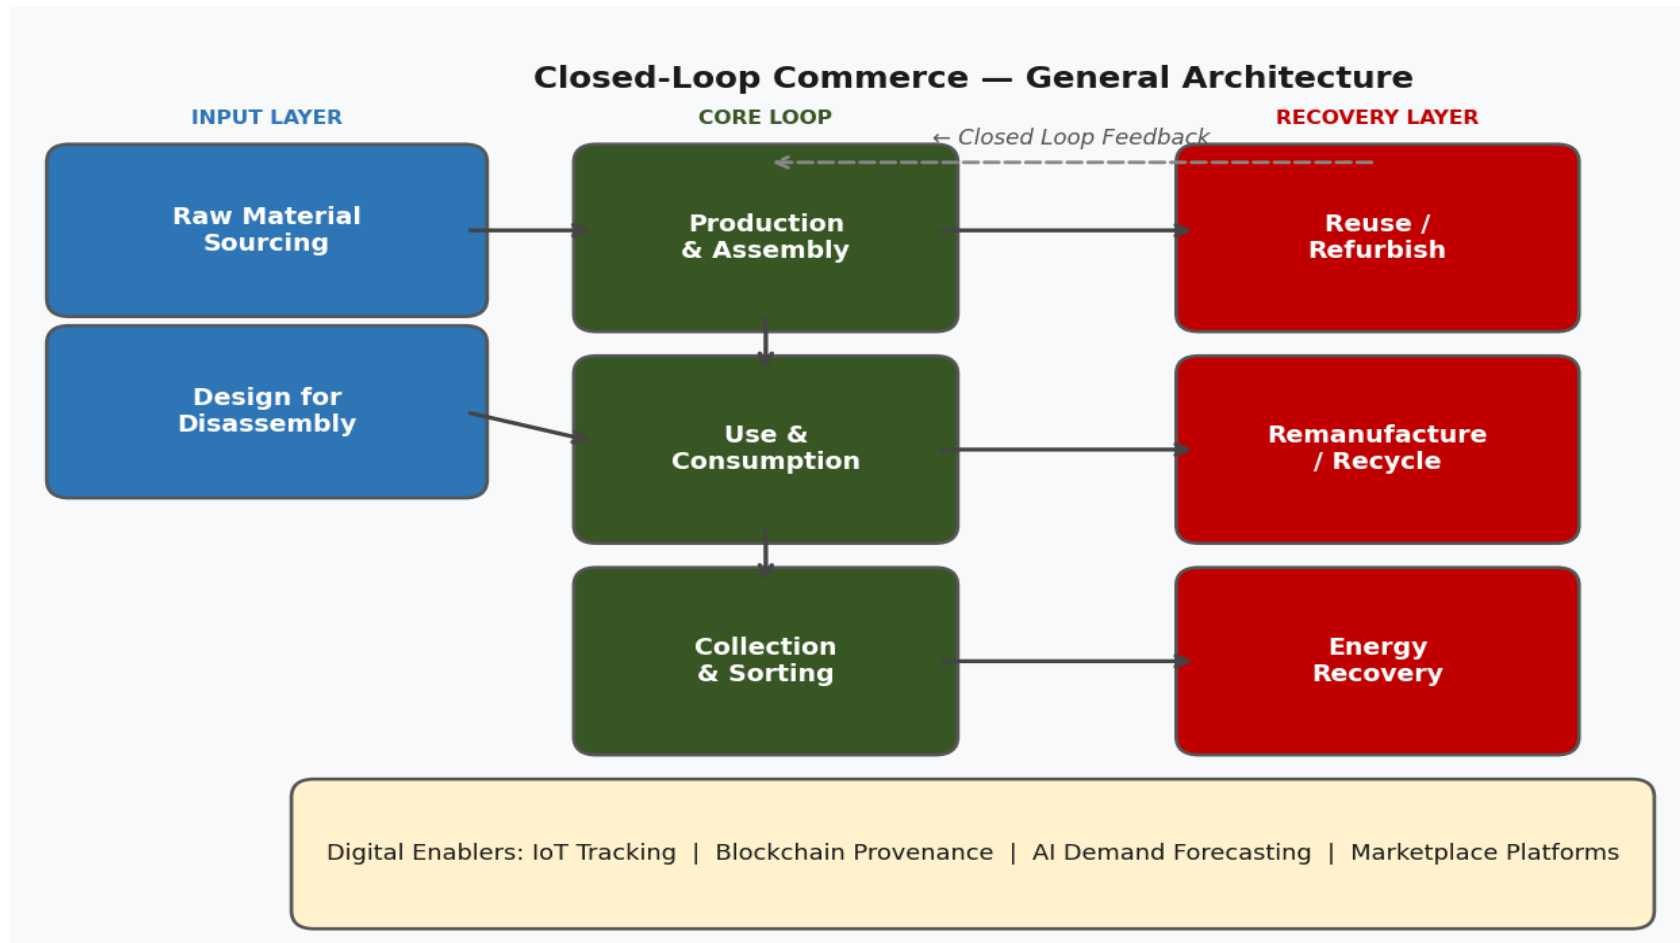 Closed-Loop Commerce — General Architecture
INPUT LAYER
CORE LOOP
RECOVERY LAYER
← Closed Loop Feedback
Raw Material
Sourcing
Production
& Assembly
Reuse /
Refurbish
Design for
Disassembly
Use &
Consumption
Remanufacture
/ Recycle
Collection
& Sorting
Energy
Recovery
Digital Enablers: IoT Tracking | Blockchain Provenance | AI Demand Forecasting | Marketplace Platforms